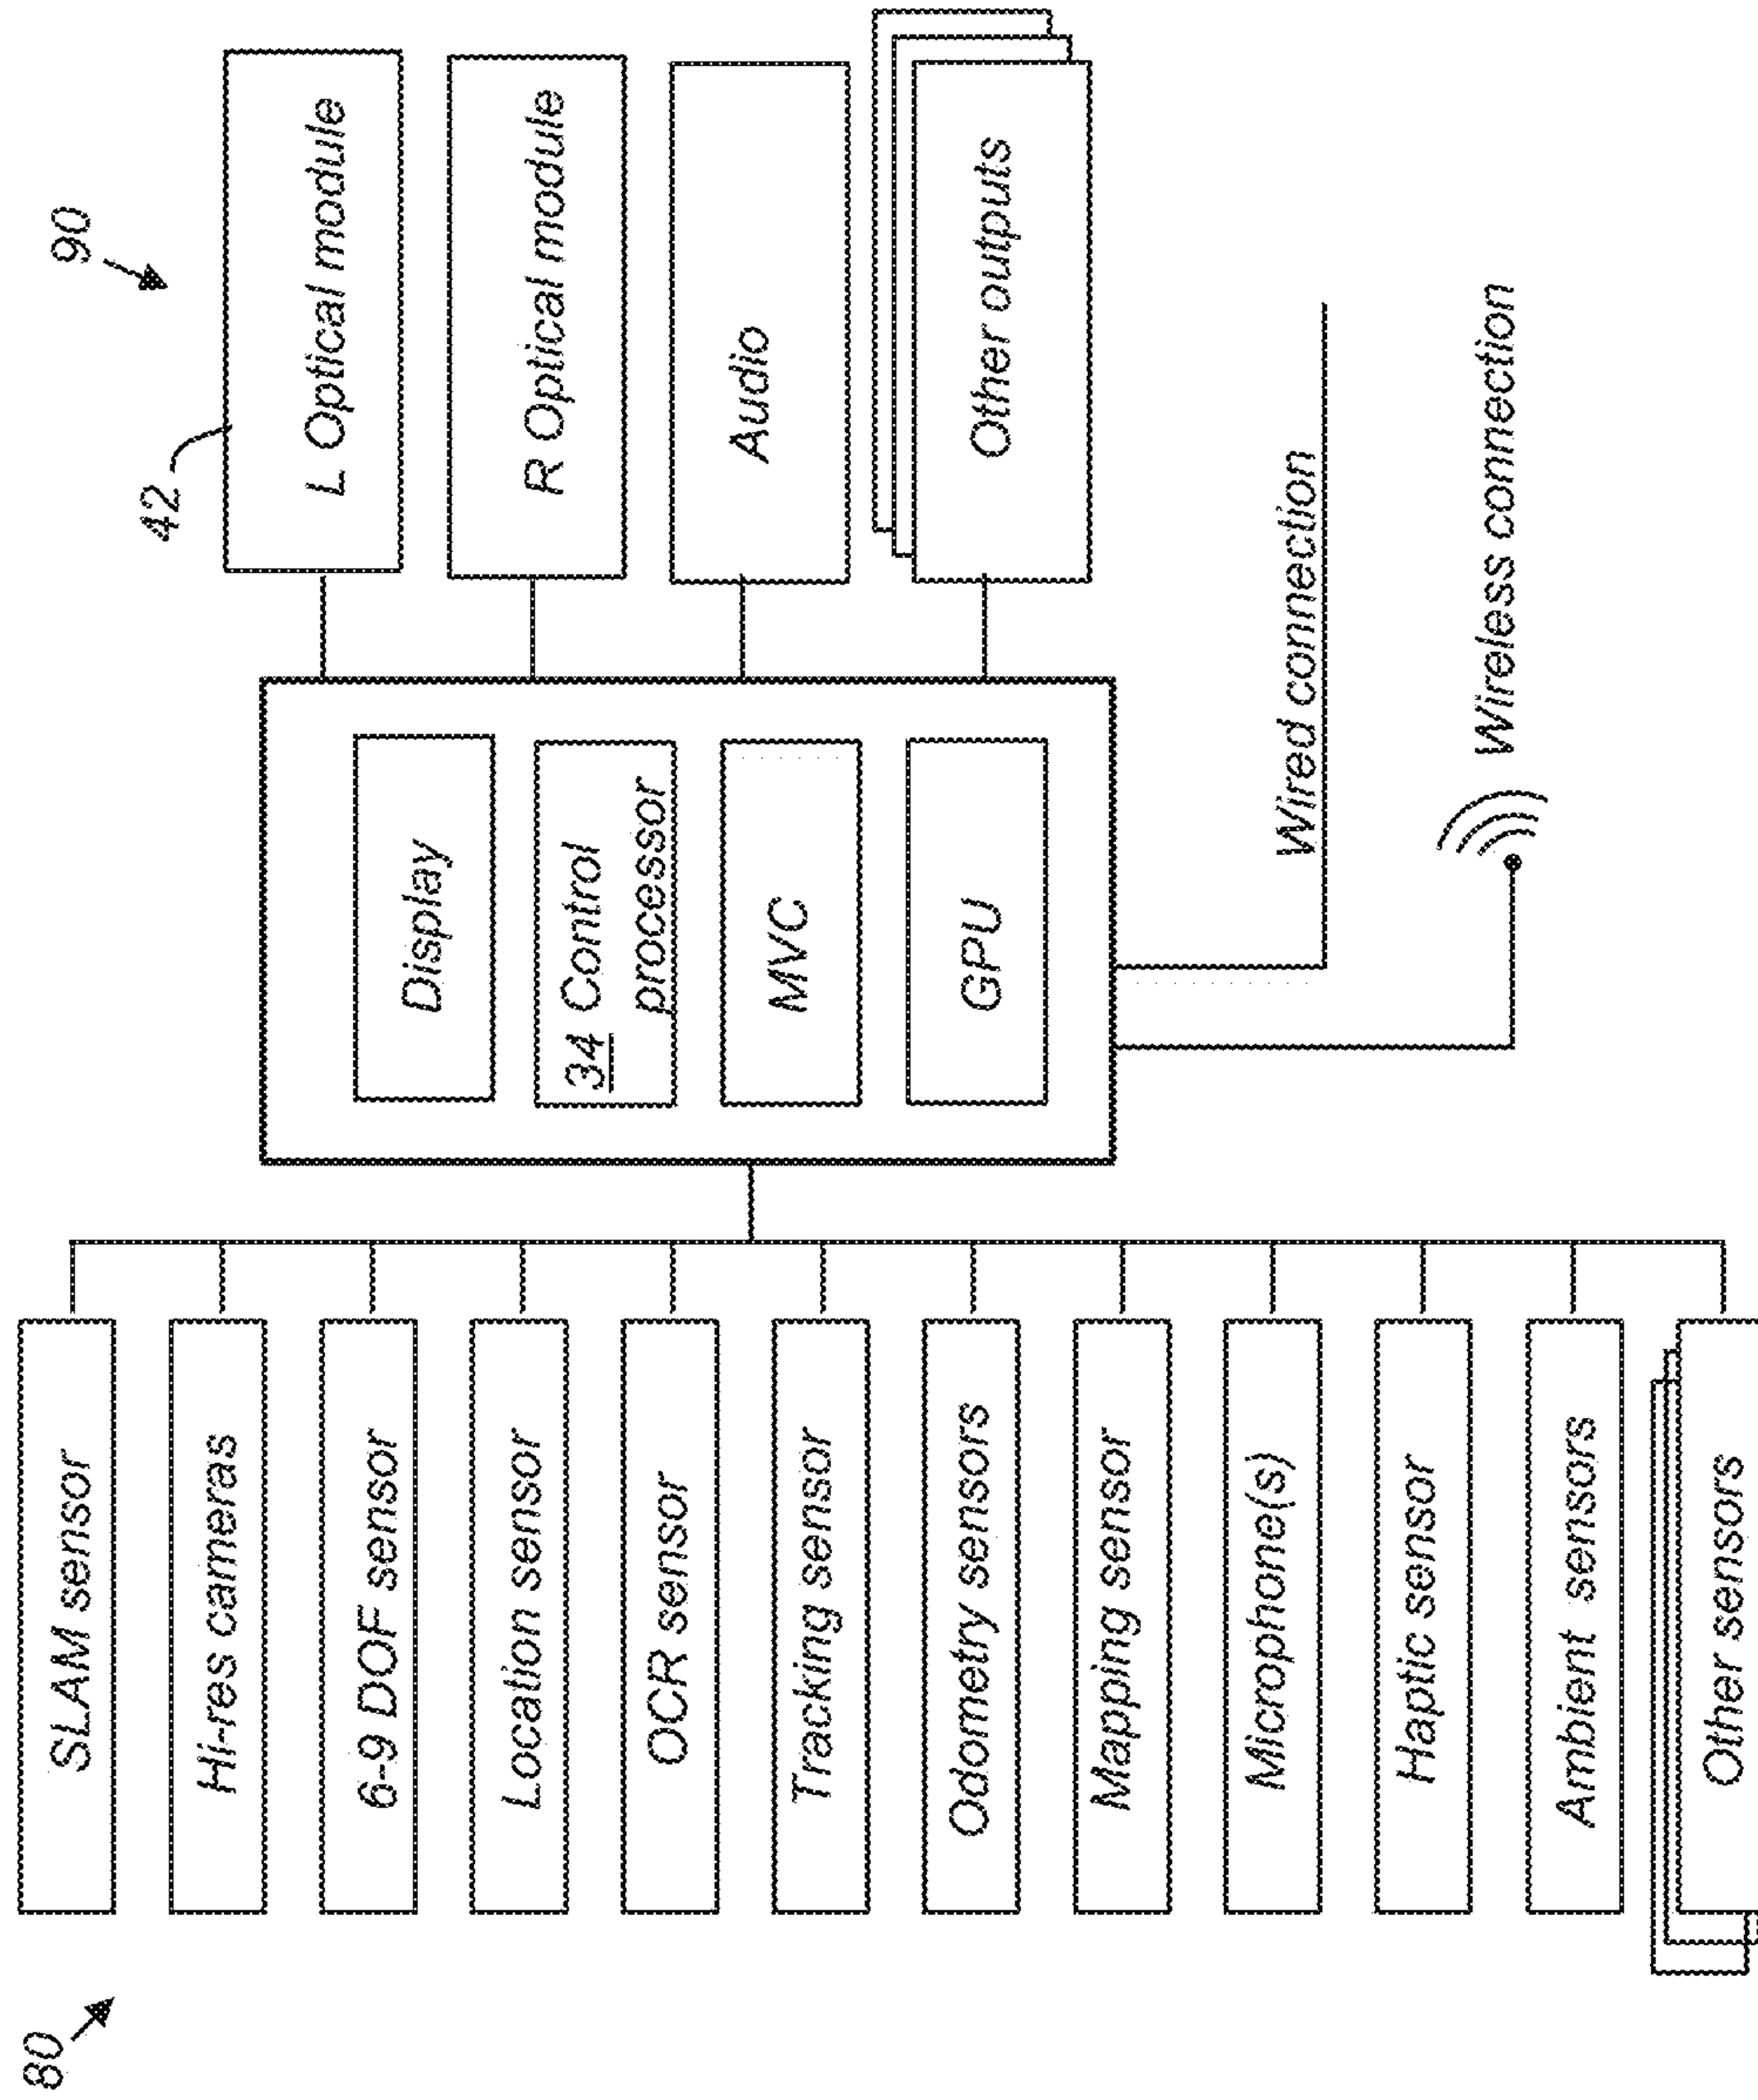 80
SLAM sensor
Hi-res cameras
6-9 DOF sensor
Location sensor
OCR sensor
Tracking sensor
Odometry sensors
Mapping sensor
Microphone(s)
Haptic sensor
Ambient sensors
Other sensors
Display
34 Control
processor
MVC
GPU
90
42
L Optical module
R Optical module
Audio
Other outputs
Wired connection
Wireless connection